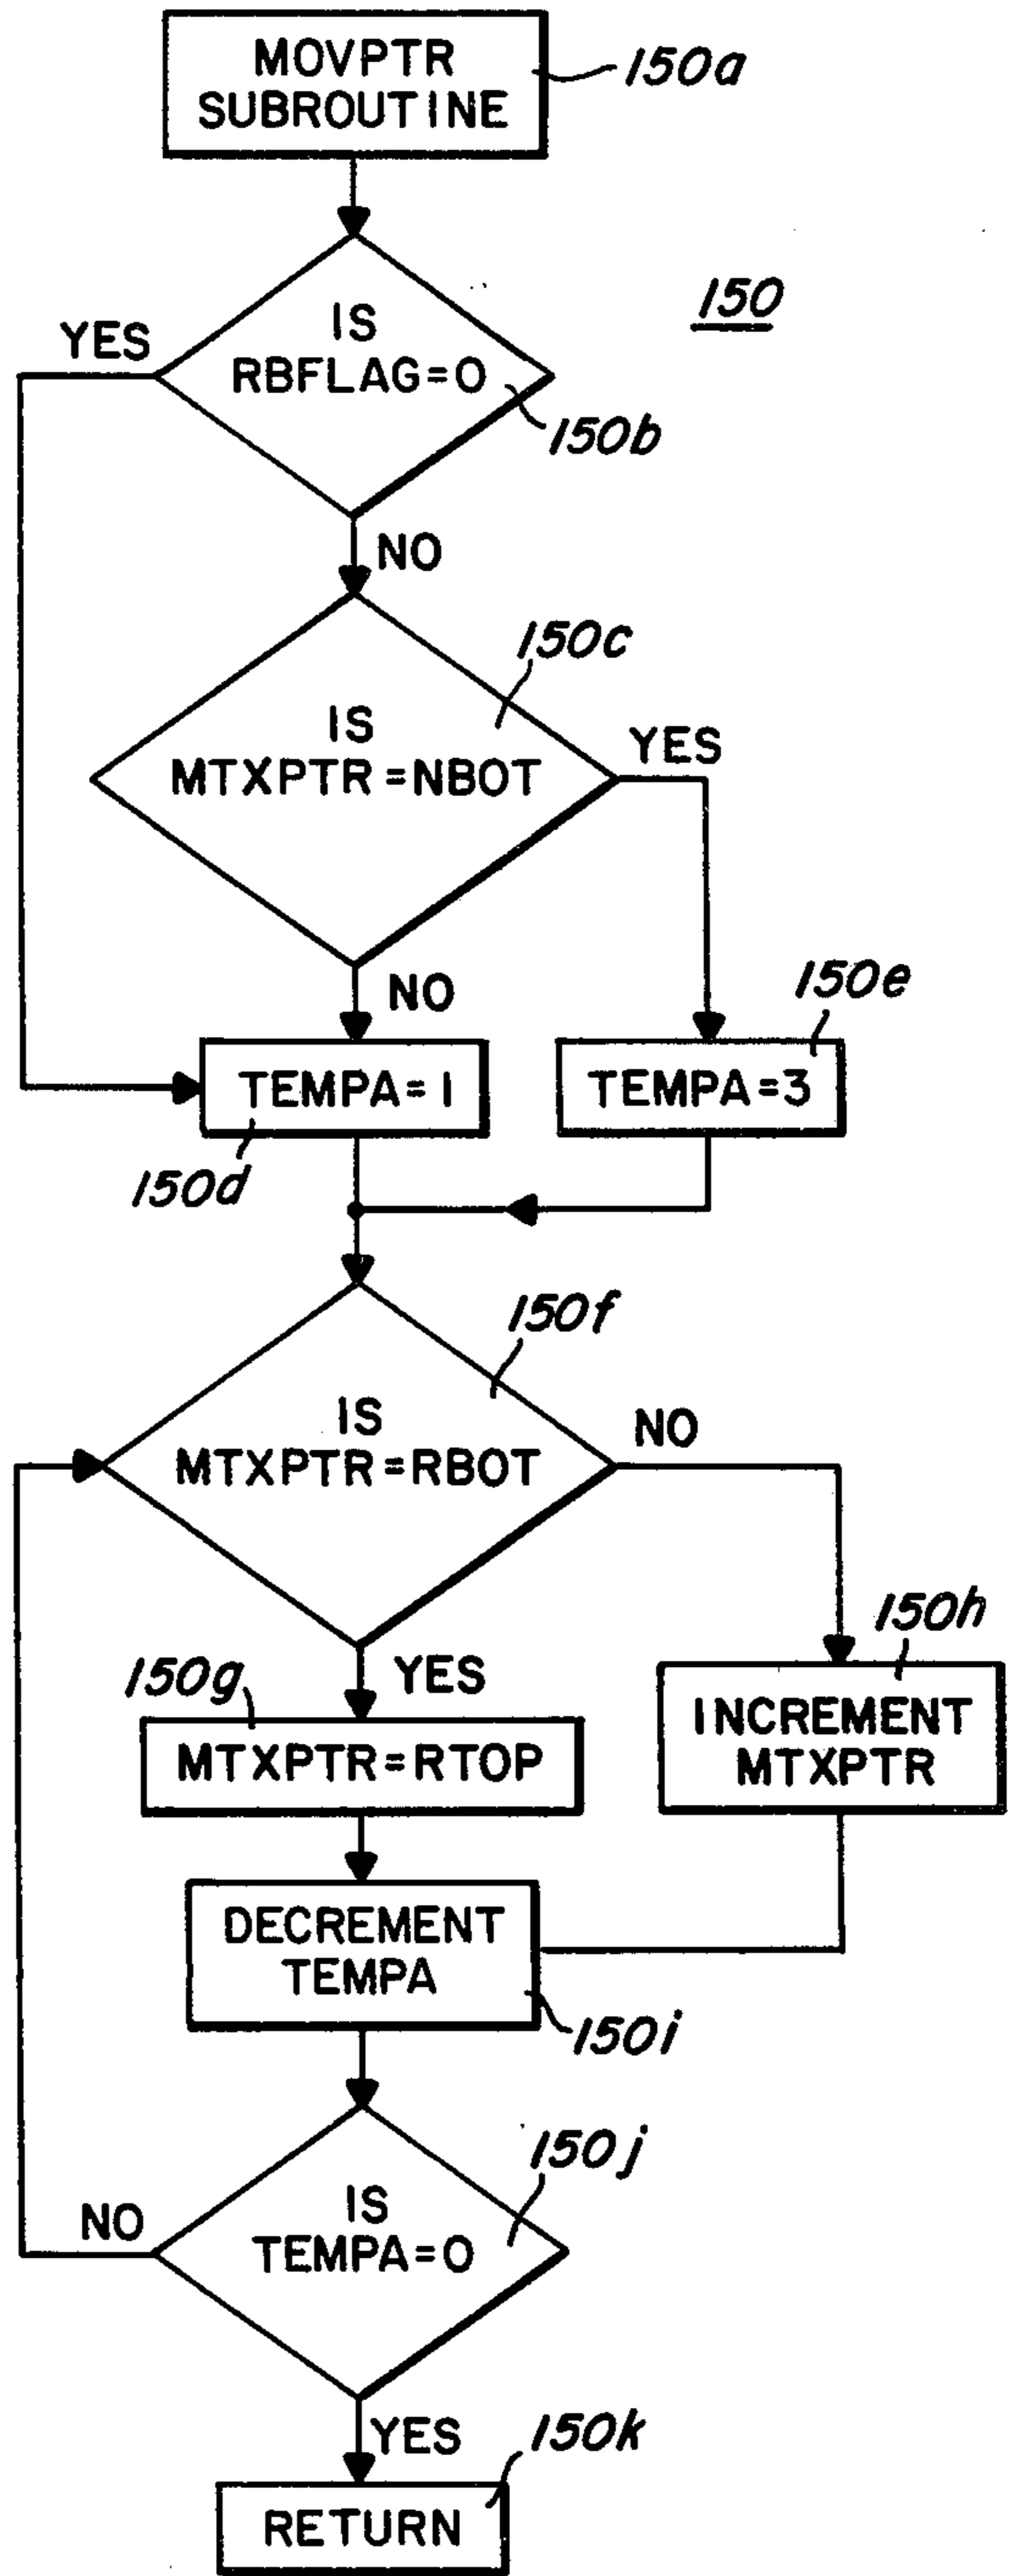 MOVPTR
SUBROUTINE
150a
150
IS
RBFLAG=0
YES
150b
NO
150c
IS
MTXPTR=NBOT
YES
NO
150e
TEMPA=1
TEMPA=3
150d
150f
IS
MTXPTR=RBOT
NO
150h
150g
YES
MTXPTR=RTOP
INCREMENT
MTXPTR
DECREMENT
TEMPA
150i
150j
IS
TEMPA=0
NO
YES
150k
RETURN